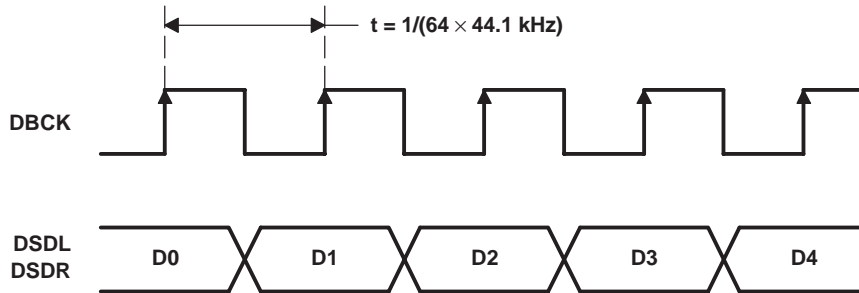 t = 1/(64 × 44.1 kHz)
DBCK
DSDL
DSDR
D0 D1 D2 D3 D4